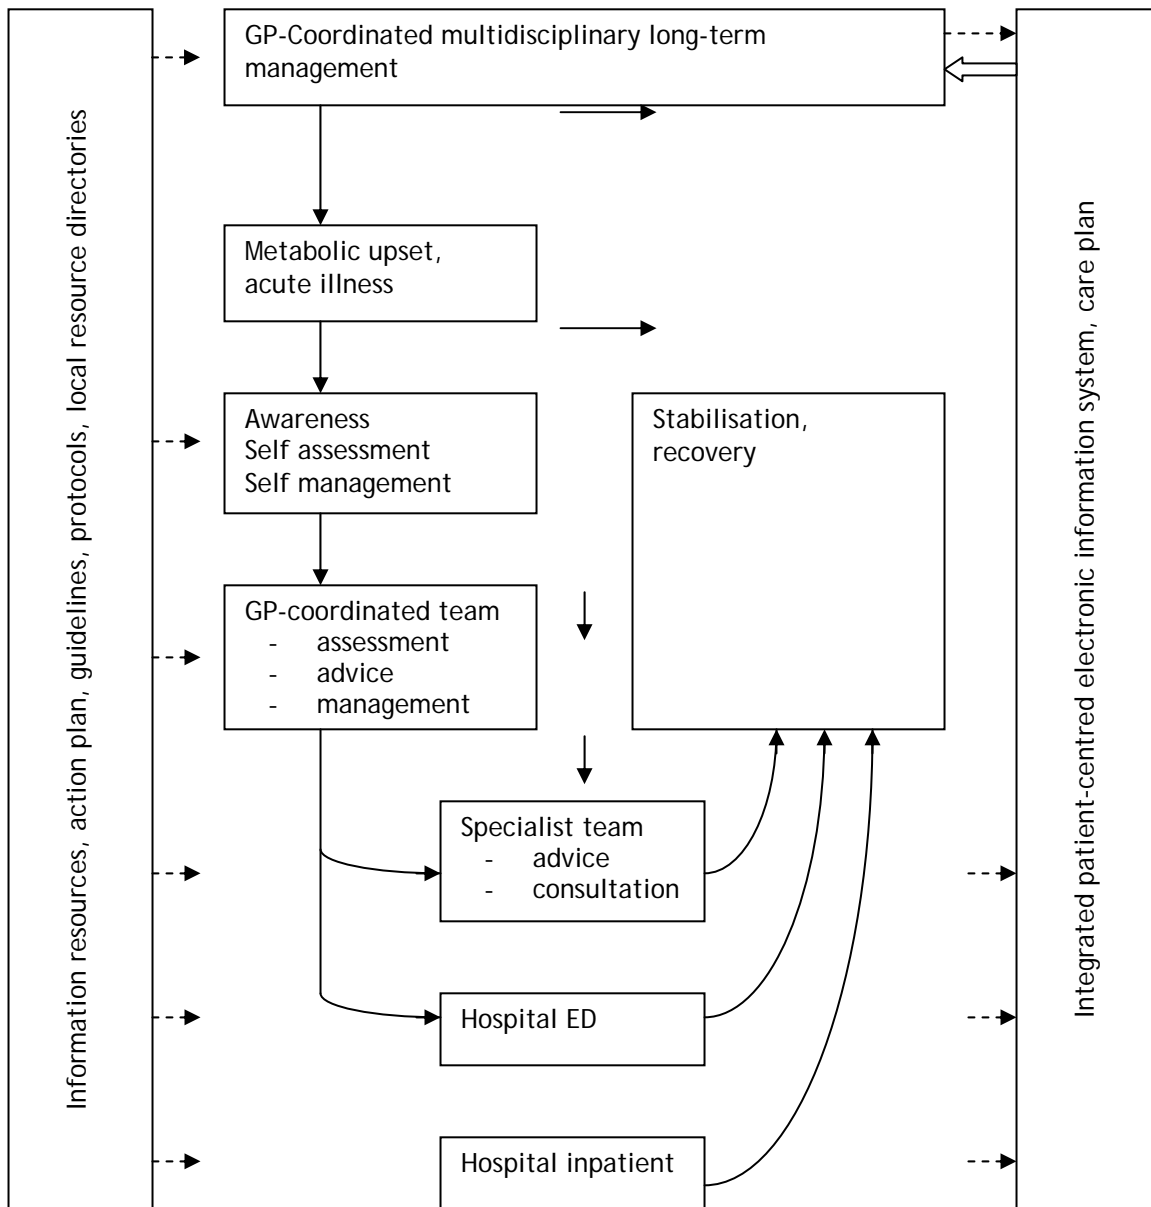 Information resources, action plan, guidelines, protocols, local resource directories
GP-Coordinated multidisciplinary long-term
management
Metabolic upset,
acute illness
Awareness
Self assessment
Self management
GP-coordinated team
- assessment
- advice
- management
Stabilisation,
recovery
Specialist team
- advice
- consultation
Hospital ED
Hospital inpatient
Integrated patient-centred electronic information system, care plan